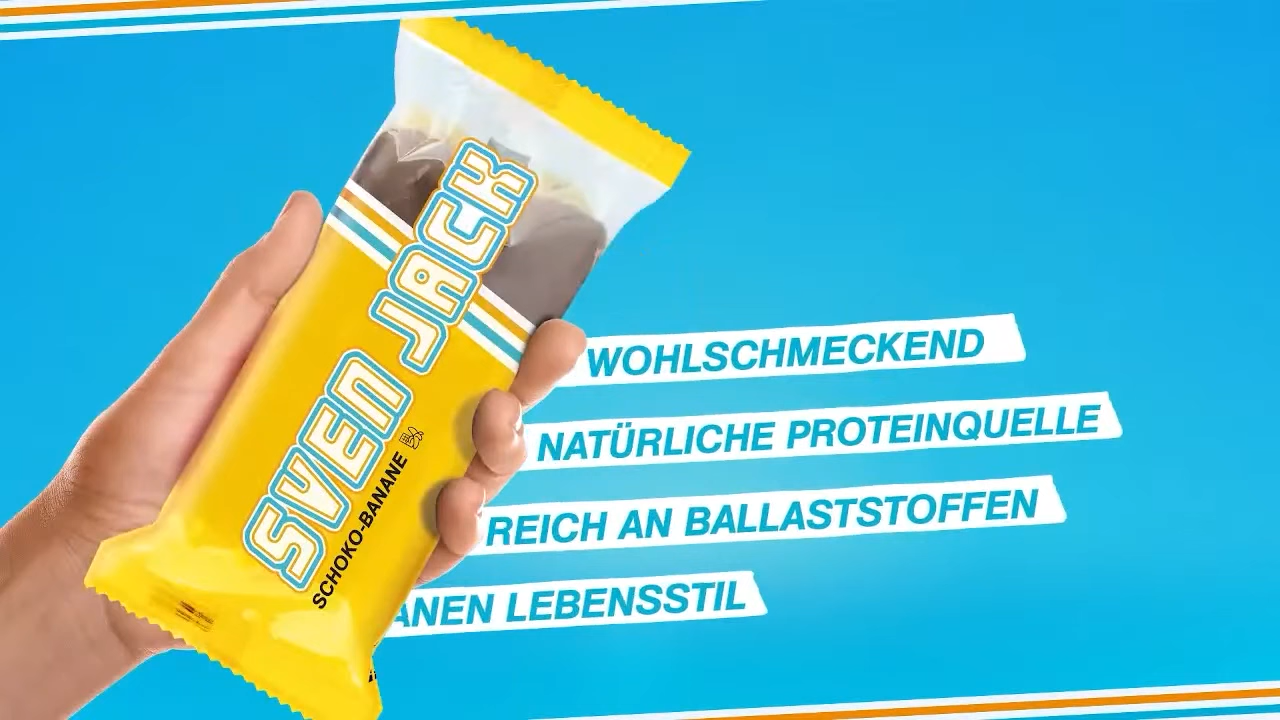 SVEN JACK
SCHOKO-BANANE
WOHLSCHMECKEND
NATÜRLICHE PROTEINQUELLE
REICH AN BALLASTSTOFFEN
ANEN LEBENSSTIL